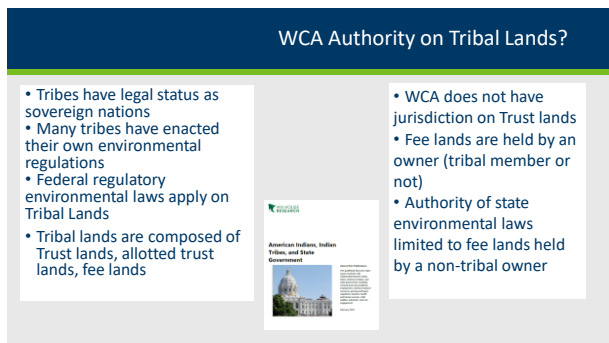 WCA Authority on Tribal Lands?
• Tribes have legal status as
sovereign nations
• Many tribes have enacted
their own environmental
regulations
• Federal regulatory
environmental laws apply on
Tribal Lands
• Tribal lands are composed of
Trust lands, allotted trust
lands, fee lands
RESEARCH
American Indians, Indian
Tribes, and State
Government
• WCA does not have
jurisdiction on Trust lands
• Fee lands are held by an
owner (tribal member or
not)
• Authority of state
environmental laws
limited to fee lands held
by a non-tribal owner